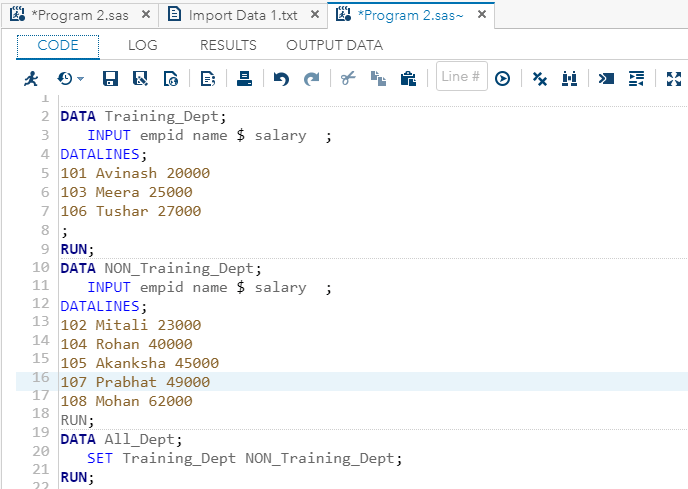 *Program 2.sas × Import Data 1.txt × *Program 2.sas~ ×
CODE LOG RESULTS OUTPUT DATA
Line #
1
2 DATA Training_Dept;
3 INPUT empid name $ salary ;
4 DATALINES;
5 101 Avinash 20000
6 103 Meera 25000
7 106 Tushar 27000
8 ;
9 RUN;
10 DATA NON_Training_Dept;
11 INPUT empid name $ salary ;
12 DATALINES;
13 102 Mitali 23000
14 104 Rohan 40000
15 105 Akanksha 45000
16 107 Prabhat 49000
17 108 Mohan 62000
18 RUN;
19 DATA All_Dept;
20 SET Training_Dept NON_Training_Dept;
21 RUN;
22